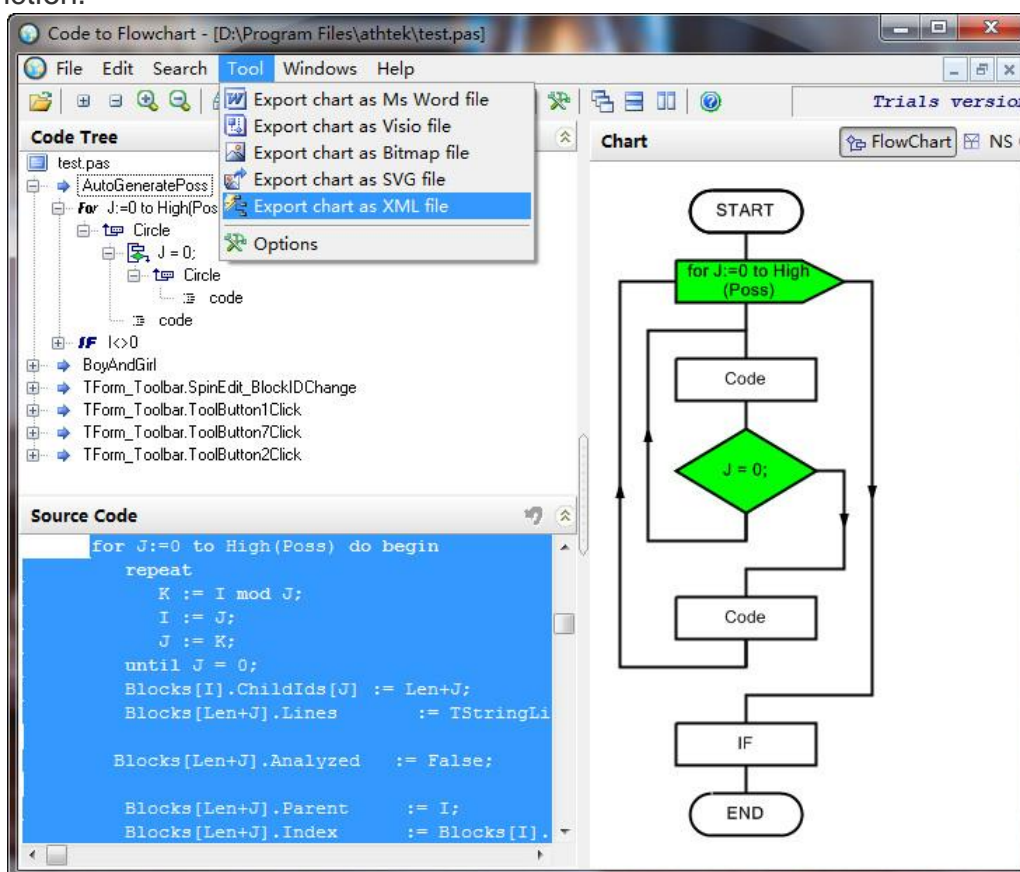 Code to Flowchart - [D:\Program Files\athtek\test.pas]
File Edit Search Tool Windows Help
Trials versio
Export chart as Ms Word file
Export chart as Visio file
Export chart as Bitmap file
Export chart as SVG file
Export chart as XML file
Options
Code Tree
test.pas
AutoGeneratePoss
For J:=0 to High(Pos
Circle
J = 0;
Circle
code
code
IF I<>0
BoyAndGirl
TForm_Toolbar.SpinEdit_BlockIDChange
TForm_Toolbar.ToolButton1Click
TForm_Toolbar.ToolButton7Click
TForm_Toolbar.ToolButton2Click
Source Code
for J:=0 to High(Poss) do begin
repeat
K := I mod J;
I := J;
J := K;
until J = 0;
Blocks[I].ChildIds[J] := Len+J;
Blocks[Len+J].Lines := TStringLi
Blocks[Len+J].Analyzed := False;
Blocks[Len+J].Parent := I;
Blocks[Len+J].Index := Blocks[I].
Chart FlowChart NS
START
for J:=0 to High
(Poss)
Code
J = 0;
Code
IF
END